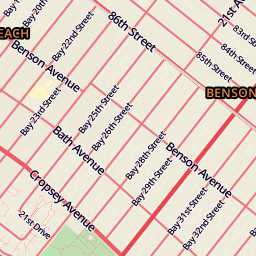 Bay 20th Street
Bay 22nd Street
86th Street
21st Ave
83rd Street
84th Street
85th Street
EACH
Benson Avenue
BENSON
Bay 23rd Street
Bay 25th Street
Bay 26th Street
Bath Avenue
Bay 28th Street
Benson Avenue
Bay 29th Street
Cropsey Avenue
21st Drive
Bay 31st Street
Bay 32nd Street